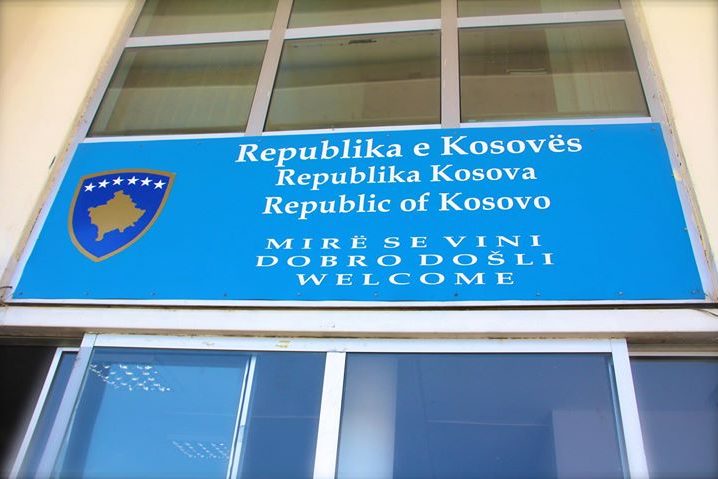 Republika e Kosovës
Republika Kosova
Republic of Kosovo
MIRË SE VINI
DOBRO DOŠLI
WELCOME